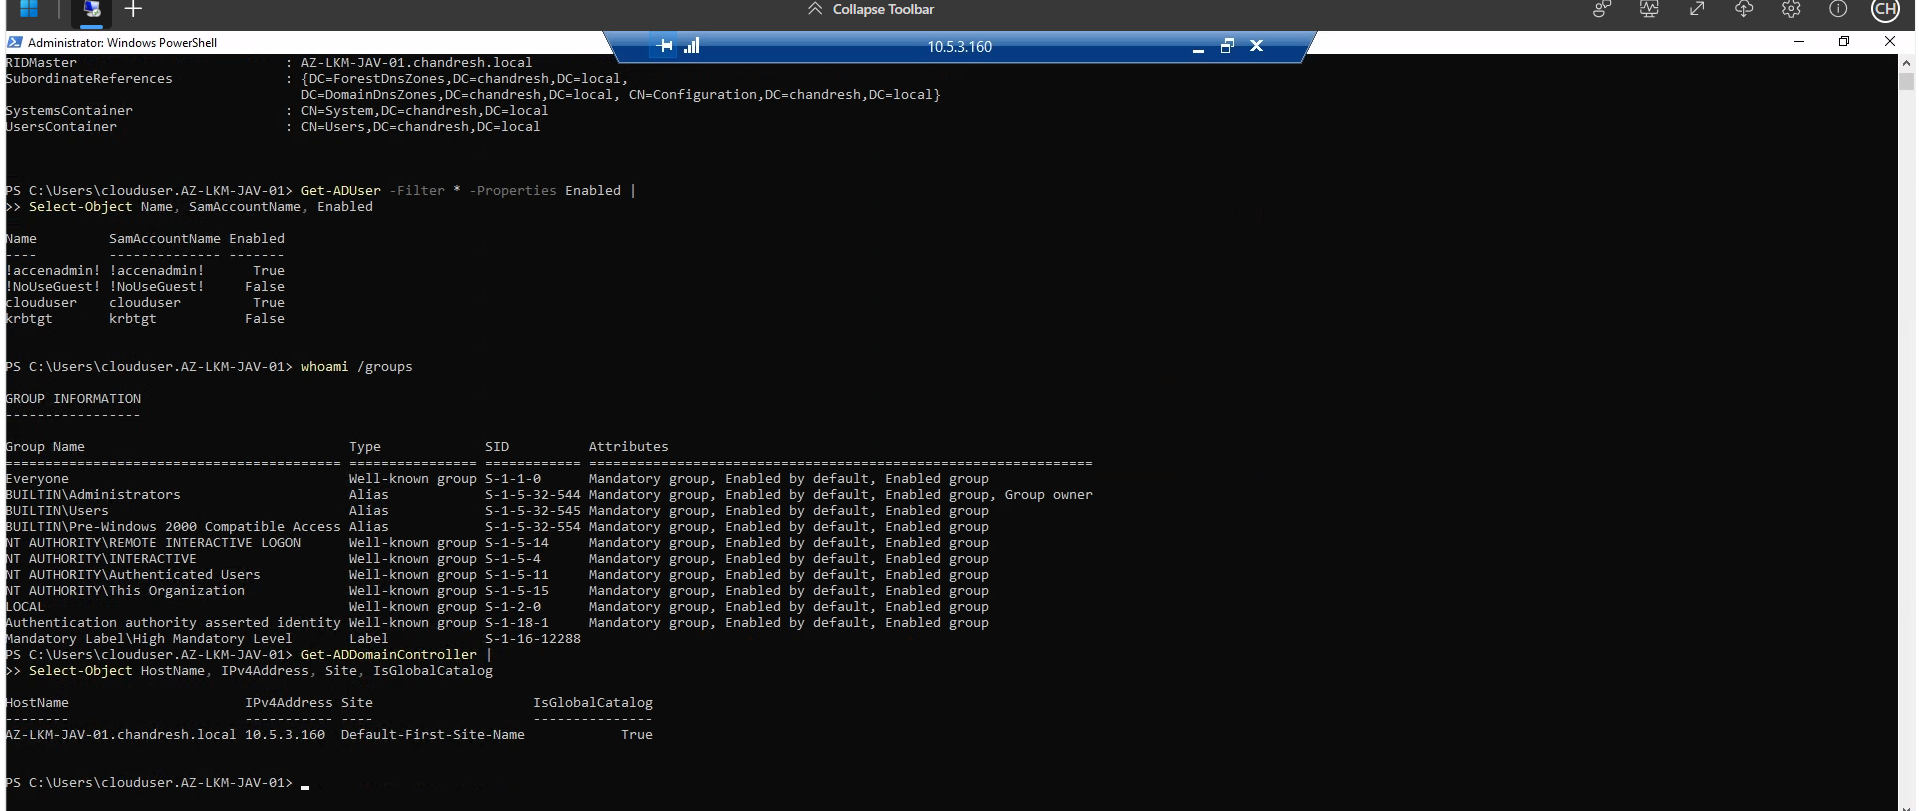 Collapse Toolbar
CH
Administrator: Windows PowerShell
10.5.3.160
RIDMaster : AZ-LKM-JAV-01.chandresh.local
SubordinateReferences : {DC=ForestDnsZones,DC=chandresh,DC=local,
DC=DomainDnsZones,DC=chandresh,DC=local, CN=Configuration,DC=chandresh,DC=local}
SystemsContainer : CN=System,DC=chandresh,DC=local
UsersContainer : CN=Users,DC=chandresh,DC=local
PS C:\Users\clouduser.AZ-LKM-JAV-01> Get-ADUser -Filter * -Properties Enabled |
>> Select-Object Name, SamAccountName, Enabled
Name SamAccountName Enabled
---- -------------- -------
!accenadmin! !accenadmin! True
!NoUseGuest! !NoUseGuest! False
clouduser clouduser True
krbtgt krbtgt False
PS C:\Users\clouduser.AZ-LKM-JAV-01> whoami /groups
GROUP INFORMATION
-----------------
Group Name Type SID Attributes
========================================== ================ ============ ===============================================================
Everyone Well-known group S-1-1-0 Mandatory group, Enabled by default, Enabled group
BUILTIN\Administrators Alias S-1-5-32-544 Mandatory group, Enabled by default, Enabled group, Group owner
BUILTIN\Users Alias S-1-5-32-545 Mandatory group, Enabled by default, Enabled group
BUILTIN\Pre-Windows 2000 Compatible Access Alias S-1-5-32-554 Mandatory group, Enabled by default, Enabled group
NT AUTHORITY\REMOTE INTERACTIVE LOGON Well-known group S-1-5-14 Mandatory group, Enabled by default, Enabled group
NT AUTHORITY\INTERACTIVE Well-known group S-1-5-4 Mandatory group, Enabled by default, Enabled group
NT AUTHORITY\Authenticated Users Well-known group S-1-5-11 Mandatory group, Enabled by default, Enabled group
NT AUTHORITY\This Organization Well-known group S-1-5-15 Mandatory group, Enabled by default, Enabled group
LOCAL Well-known group S-1-2-0 Mandatory group, Enabled by default, Enabled group
Authentication authority asserted identity Well-known group S-1-18-1 Mandatory group, Enabled by default, Enabled group
Mandatory Label\High Mandatory Level Label S-1-16-12288
PS C:\Users\clouduser.AZ-LKM-JAV-01> Get-ADDomainController |
>> Select-Object HostName, IPv4Address, Site, IsGlobalCatalog
HostName IPv4Address Site IsGlobalCatalog
-------- ----------- ---- ---------------
AZ-LKM-JAV-01.chandresh.local 10.5.3.160 Default-First-Site-Name True
PS C:\Users\clouduser.AZ-LKM-JAV-01>